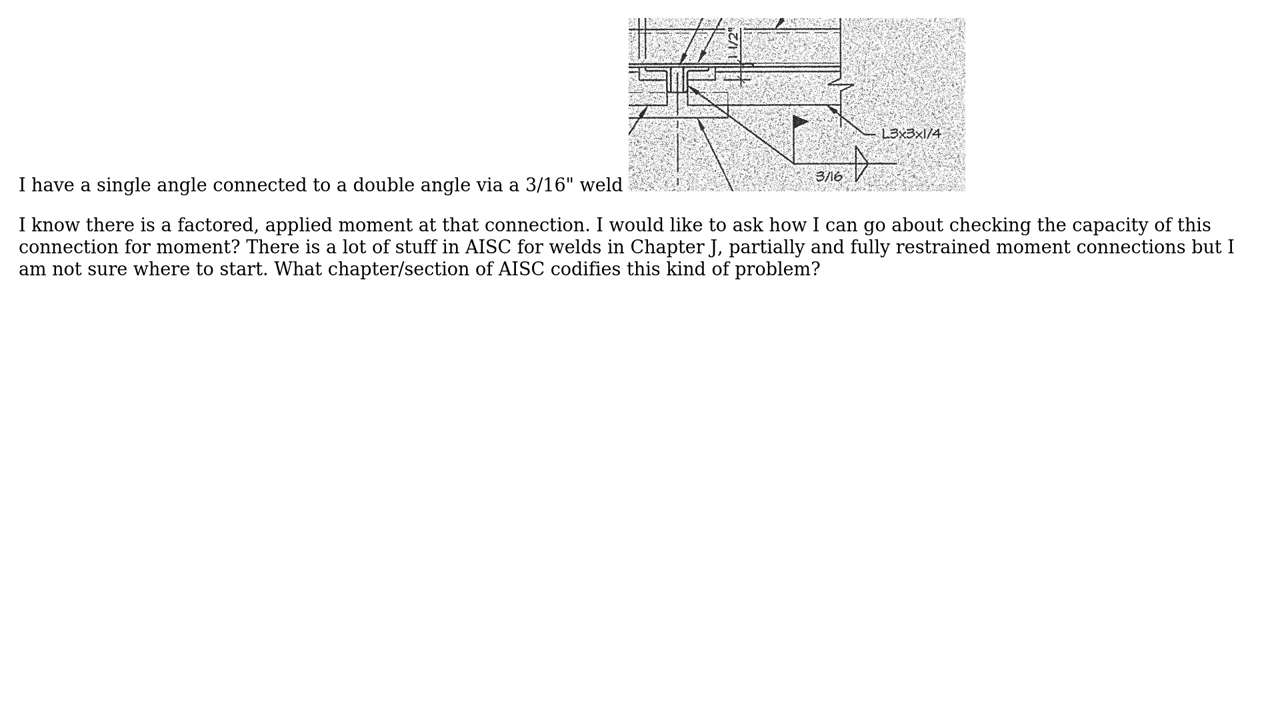 1 1/2"
L3x3x1/4
3/16
I have a single angle connected to a double angle via a 3/16" weld
I know there is a factored, applied moment at that connection. I would like to ask how I can go about checking the capacity of this
connection for moment? There is a lot of stuff in AISC for welds in Chapter J, partially and fully restrained moment connections but I
am not sure where to start. What chapter/section of AISC codifies this kind of problem?